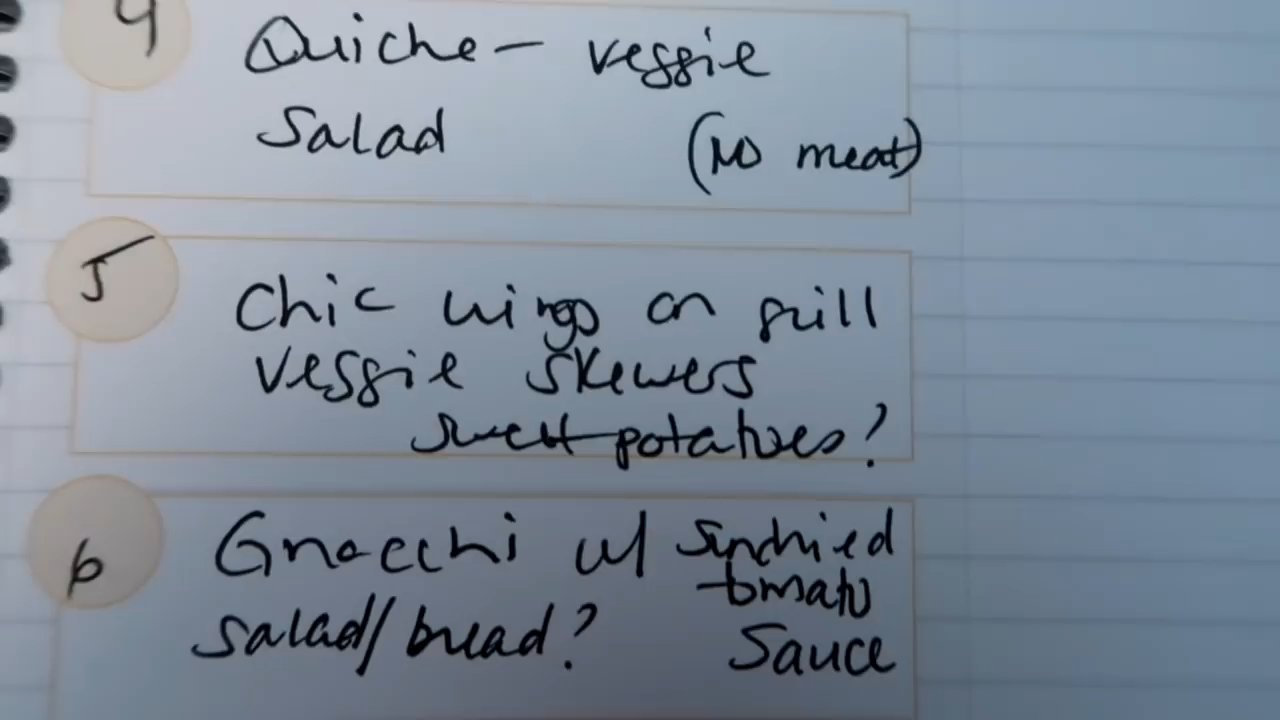 4
Quiche - veggie
Salad (No meat)
5
Chic wings on grill
veggie skewers
sweet potatoes?
6
Gnocchi w/ Sundried
tomato
salad/bread? Sauce